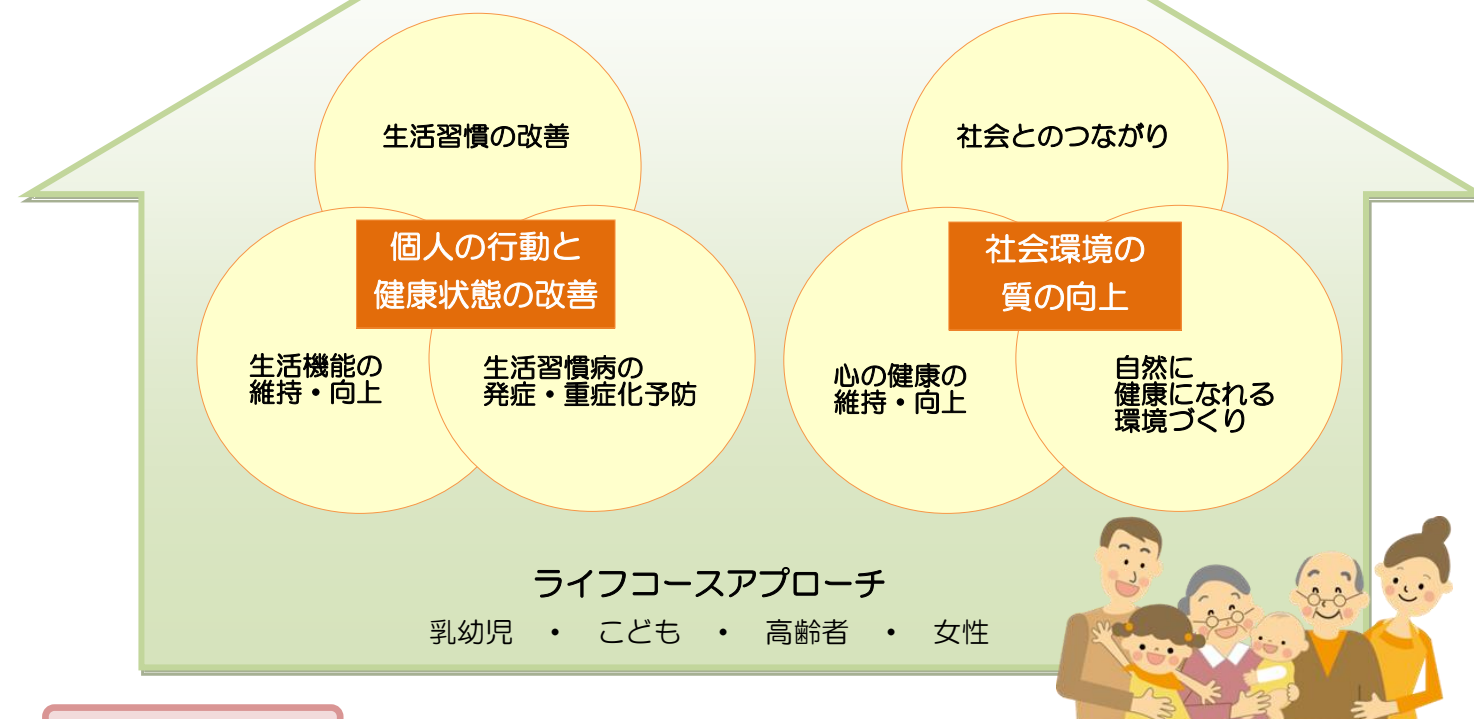 生活習慣の改善
個人の行動と
健康状態の改善
生活機能の
維持・向上
生活習慣病の
発症・重症化予防
社会とのつながり
社会環境の
質の向上
心の健康の
維持・向上
自然に
健康になれる
環境づくり
ライフコースアプローチ
乳幼児 ・ こども ・ 高齢者 ・ 女性